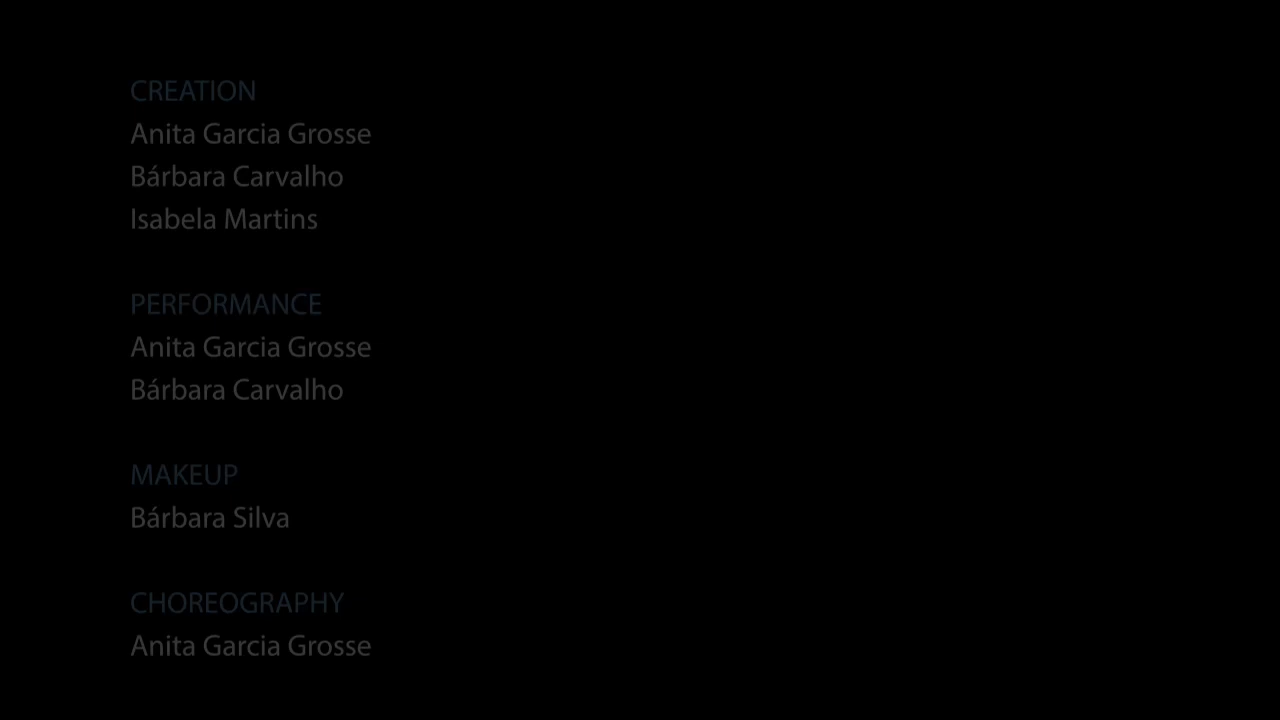 CREATION
Anita Garcia Grosse
Bárbara Carvalho
Isabela Martins
PERFORMANCE
Anita Garcia Grosse
Bárbara Carvalho
MAKEUP
Bárbara Silva
CHOREOGRAPHY
Anita Garcia Grosse